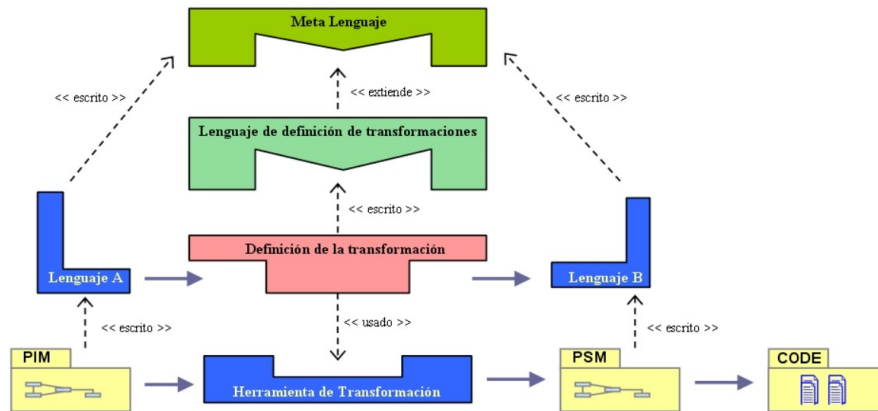 Meta Lenguaje
<< escrito >>
<< extiende >>
<< escrito >>
Lenguaje de definición de transformaciones
<< escrito >>
Definición de la transformación
Lenguaje A
Lenguaje B
<< escrito >>
<< usado >>
<< escrito >>
PIM
PSM
CODE
Herramienta de Transformación